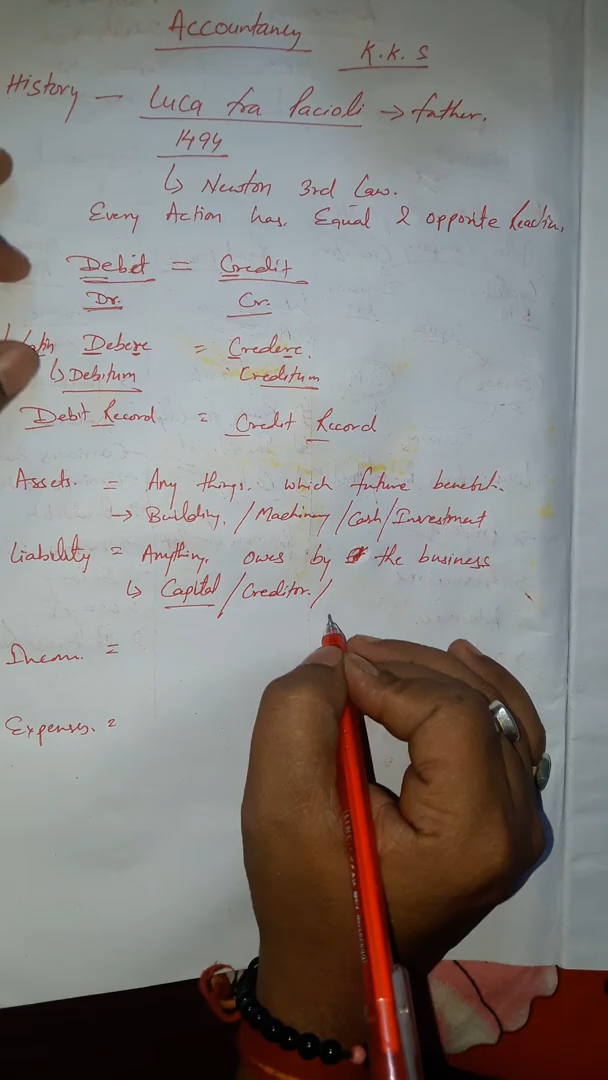 Accountancy
K.K.S
History – Luca fra Pacioli → father.
1494
↳ Newton 3rd Law.
Every Action has. Equal & opposite Reaction,
Debit = Credit
Dr. Cr.
Latin Debere = Credere.
↳ Debitum Creditum
Debit Record = Credit Record
Assets. = Any things. which future benefit.
→ Building. / Machinery / Cash / Investment
Liability = Anything. owes by the business
↳ Capital / Creditor. /
Incom. =
Expenses. =